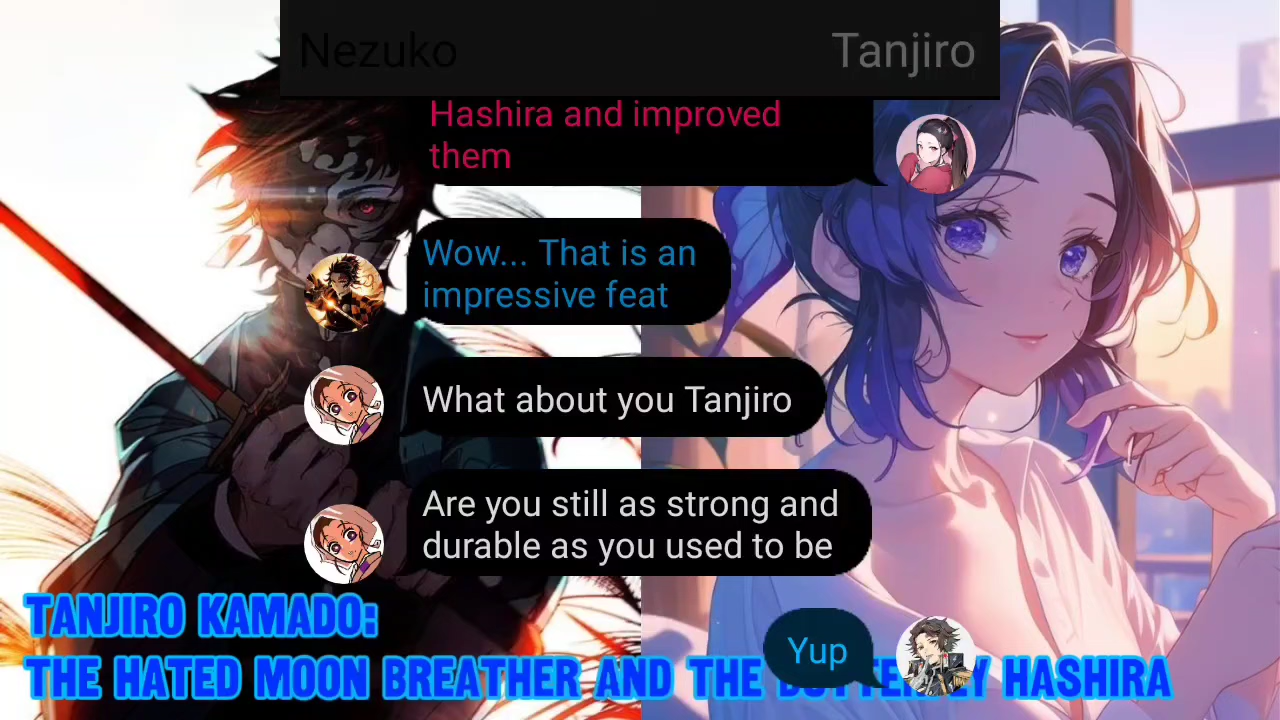 Nezuko
Tanjiro
Hashira and improved
them
Wow... That is an
impressive feat
What about you Tanjiro
Are you still as strong and
durable as you used to be
Yup
TANJIRO KAMADO:
THE HATED MOON BREATHER AND THE BUTTERFLY HASHIRA